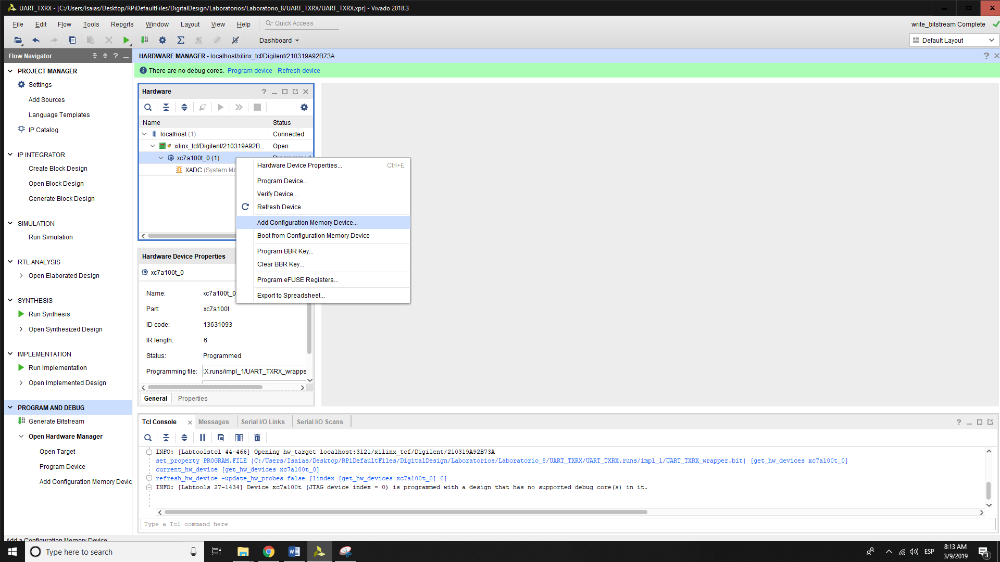 UART_TXRX - [C:/Users/Isaias/Desktop/RPiDefaultFiles/DigitalDesign/Laboratorios/Laboratorio_8/UART_TXRX/UART_TXRX.xpr] - Vivado 2018.3
File Edit Flow Tools Reports Window Layout View Help Quick Access write_bitstream Complete
Dashboard Default Layout
Flow Navigator
HARDWARE MANAGER - localhost/xilinx_tcf/Digilent/210319A92B73A
There are no debug cores. Program device Refresh device
PROJECT MANAGER
Settings
Add Sources
Language Templates
IP Catalog
IP INTEGRATOR
Create Block Design
Open Block Design
Generate Block Design
SIMULATION
Run Simulation
RTL ANALYSIS
Open Elaborated Design
SYNTHESIS
Run Synthesis
Open Synthesized Design
IMPLEMENTATION
Run Implementation
Open Implemented Design
PROGRAM AND DEBUG
Generate Bitstream
Open Hardware Manager
Open Target
Program Device
Add Configuration Memory Devic
Add a Configuration Memory Device
Hardware
Name Status
localhost (1) Connected
xilinx_tcf/Digilent/210319A92B... Open
xc7a100t_0 (1) Programmed
XADC (System Mo
Hardware Device Properties... Ctrl+E
Program Device...
Verify Device...
Refresh Device
Add Configuration Memory Device...
Boot from Configuration Memory Device
Program BBR Key...
Clear BBR Key...
Program eFUSE Registers...
Export to Spreadsheet...
Hardware Device Properties
xc7a100t_0
Name: xc7a100t_0
Part: xc7a100t
ID code: 13631093
IR length: 6
Status: Programmed
Programming file: :X.runs/impl_1/UART_TXRX_wrappe
General Properties
Tcl Console Messages Serial I/O Links Serial I/O Scans
INFO: [Labtoolstcl 44-466] Opening hw_target localhost:3121/xilinx_tcf/Digilent/210319A92B73A
set_property PROGRAM.FILE {C:/Users/Isaias/Desktop/RPiDefaultFiles/DigitalDesign/Laboratorios/Laboratorio_8/UART_TXRX/UART_TXRX.runs/impl_1/UART_TXRX_wrapper.bit} [get_hw_devices xc7a100t_0]
current_hw_device [get_hw_devices xc7a100t_0]
refresh_hw_device -update_hw_probes false [lindex [get_hw_devices xc7a100t_0] 0]
INFO: [Labtools 27-1434] Device xc7a100t (JTAG device index = 0) is programmed with a design that has no supported debug core(s) in it.
Type a Tcl command here
Type here to search
ESP
8:13 AM
3/9/2019
3